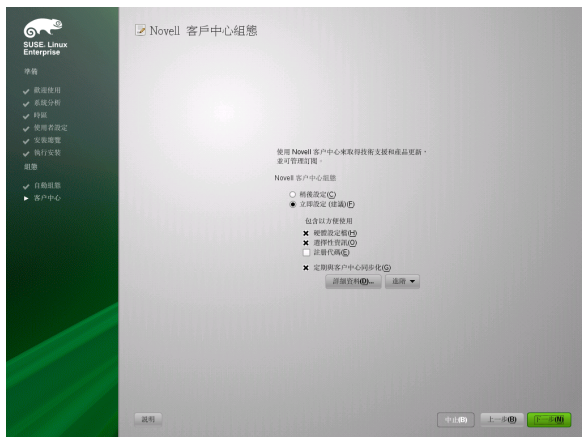 SUSE. Linux
Enterprise
準備
歡迎使用
系統分析
時區
使用者設定
安裝總覽
執行安裝
組態
自動組態
客戶中心
Novell 客戶中心組態
使用 Novell 客戶中心來取得技術支援和產品更新，
並可管理訂閱。
Novell 客戶中心組態
稍後設定(C)
立即設定 (建議)(F)
包含以方便使用
硬體設定檔(H)
選擇性資訊(O)
註冊代碼(E)
定期與客戶中心同步化(G)
詳細資料(D)... 進階
說明 中止(B) 上一步(B) 下一步(N)